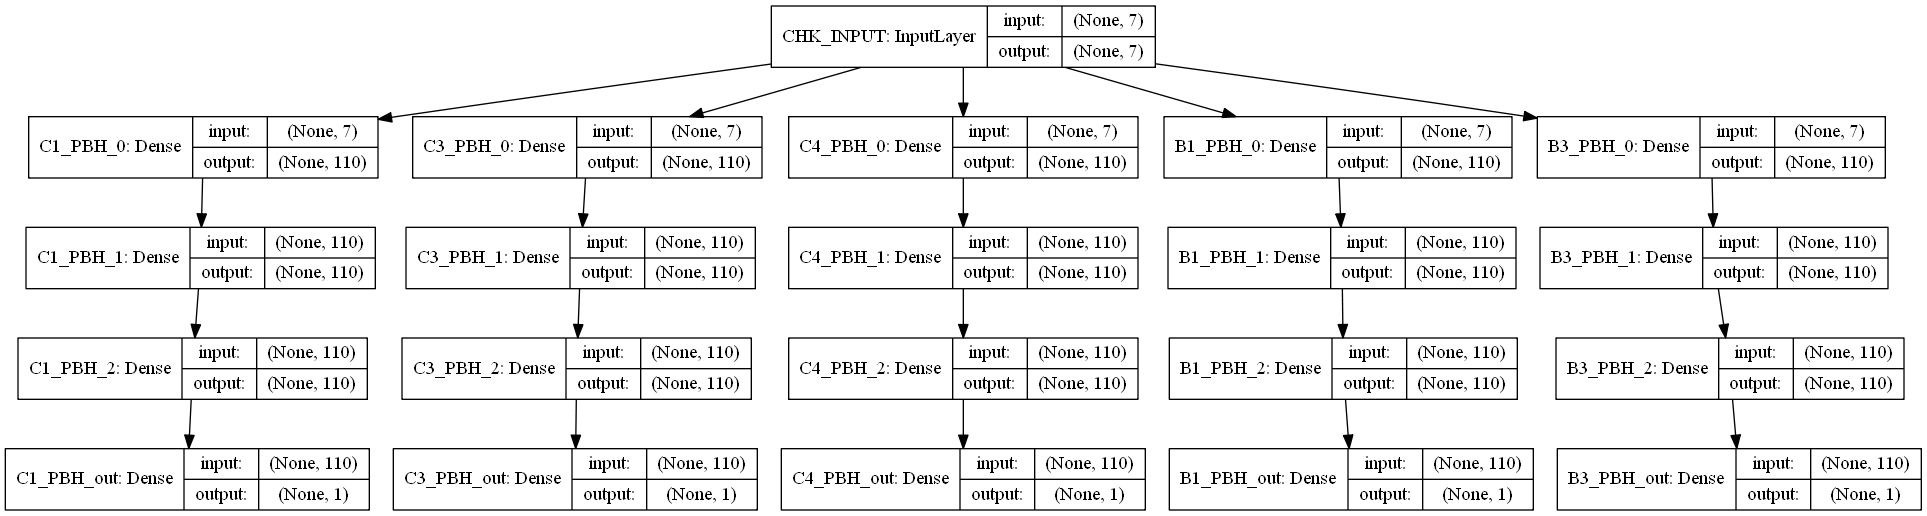 CHK_INPUT: InputLayer input: (None, 7)
output: (None, 7)
C1_PBH_0: Dense input: (None, 7)
output: (None, 110)
C3_PBH_0: Dense input: (None, 7)
output: (None, 110)
C4_PBH_0: Dense input: (None, 7)
output: (None, 110)
B1_PBH_0: Dense input: (None, 7)
output: (None, 110)
B3_PBH_0: Dense input: (None, 7)
output: (None, 110)
C1_PBH_1: Dense input: (None, 110)
output: (None, 110)
C3_PBH_1: Dense input: (None, 110)
output: (None, 110)
C4_PBH_1: Dense input: (None, 110)
output: (None, 110)
B1_PBH_1: Dense input: (None, 110)
output: (None, 110)
B3_PBH_1: Dense input: (None, 110)
output: (None, 110)
C1_PBH_2: Dense input: (None, 110)
output: (None, 110)
C3_PBH_2: Dense input: (None, 110)
output: (None, 110)
C4_PBH_2: Dense input: (None, 110)
output: (None, 110)
B1_PBH_2: Dense input: (None, 110)
output: (None, 110)
B3_PBH_2: Dense input: (None, 110)
output: (None, 110)
C1_PBH_out: Dense input: (None, 110)
output: (None, 1)
C3_PBH_out: Dense input: (None, 110)
output: (None, 1)
C4_PBH_out: Dense input: (None, 110)
output: (None, 1)
B1_PBH_out: Dense input: (None, 110)
output: (None, 1)
B3_PBH_out: Dense input: (None, 110)
output: (None, 1)